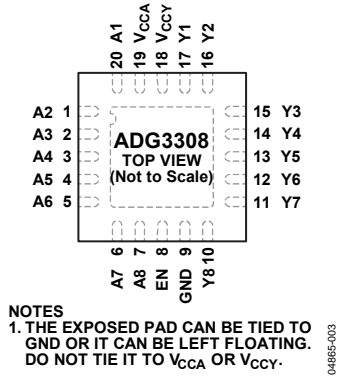 20 A1
19 VCCA
18 VCCY
17 Y1
16 Y2
A2 1
A3 2
A4 3
A5 4
A6 5
ADG3308
TOP VIEW
(Not to Scale)
15 Y3
14 Y4
13 Y5
12 Y6
11 Y7
A7 6
A8 7
EN 8
GND 9
Y8 10
NOTES
1. THE EXPOSED PAD CAN BE TIED TO
GND OR IT CAN BE LEFT FLOATING.
DO NOT TIE IT TO VCCA OR VCCY.
04865-003